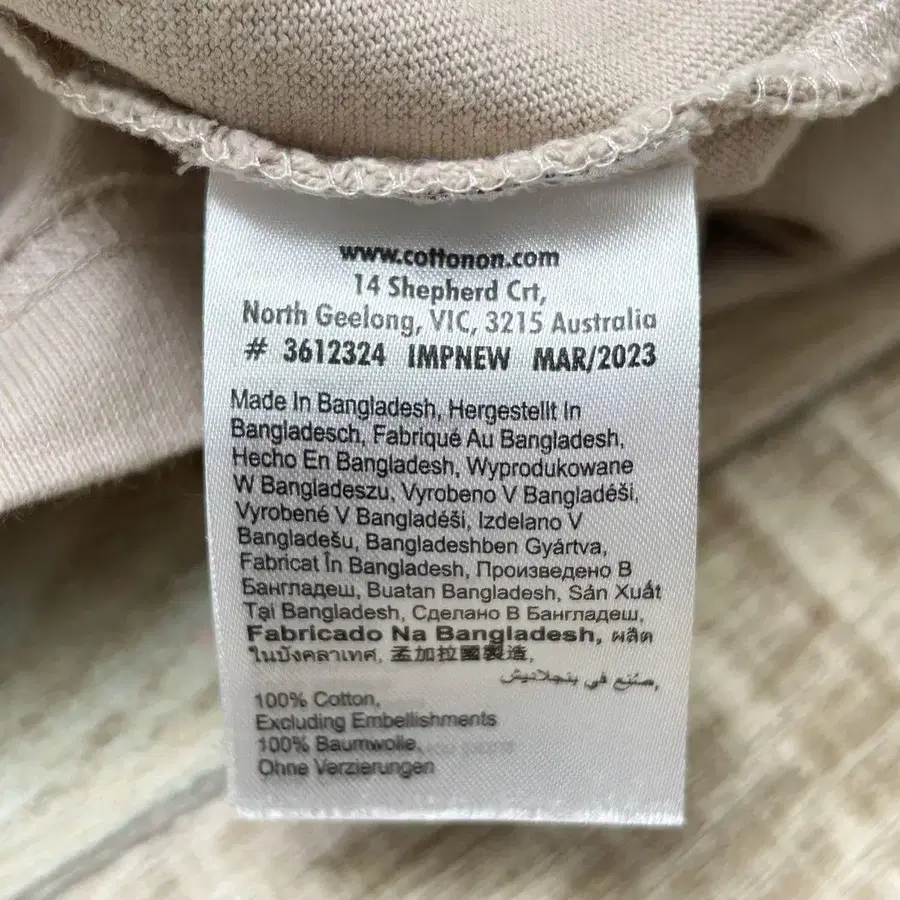 www.cottonon.com
14 Shepherd Crt,
North Geelong, VIC, 3215 Australia
# 3612324 IMPNEW MAR/2023
Made In Bangladesh, Hergestellt In
Bangladesch, Fabriqué Au Bangladesh,
Hecho En Bangladesh, Wyprodukowane
W Bangladeszu, Vyrobeno V Bangladéši,
Vyrobené V Bangladéši, Izdelano V
Bangladešu, Bangladeshben Gyártva,
Fabricat În Bangladesh, Произведено В
Бангладеш, Buatan Bangladesh, Sản Xuất
Tại Bangladesh, Сделано В Бангладеш,
Fabricado Na Bangladesh, ผลิต
ในบังคลาเทศ, 孟加拉國製造,
صنع في بنجلاديش,
100% Cotton,
Excluding Embellishments
100% Baumwolle,
Ohne Verzierungen